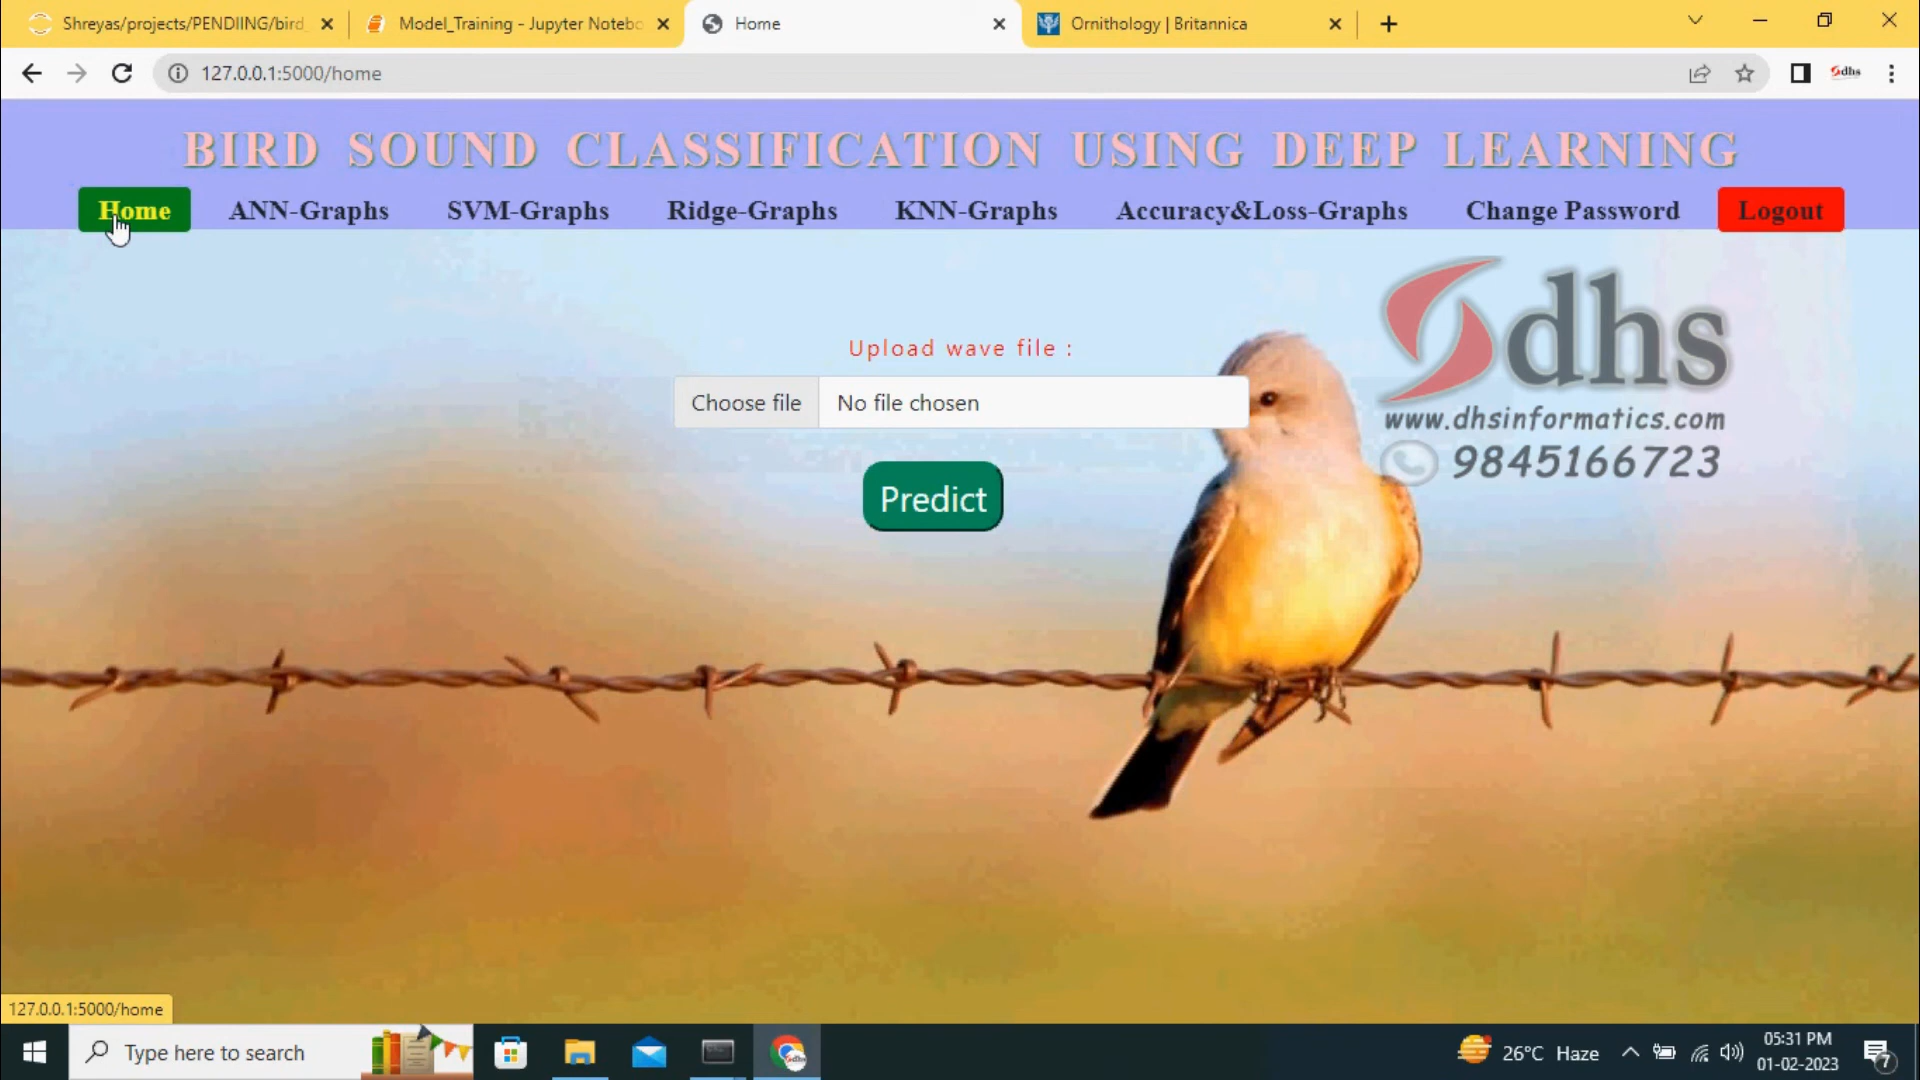 Shreyas/projects/PENDIING/bird_
Model_Training - Jupyter Notebo
Home
Ornithology | Britannica
127.0.0.1:5000/home
dhs
BIRD SOUND CLASSIFICATION USING DEEP LEARNING
Home ANN-Graphs SVM-Graphs Ridge-Graphs KNN-Graphs Accuracy&Loss-Graphs Change Password Logout
dhs
www.dhsinformatics.com
9845166723
Upload wave file :
Choose file No file chosen
Predict
127.0.0.1:5000/home
Type here to search
26°C Haze
05:31 PM
01-02-2023
7